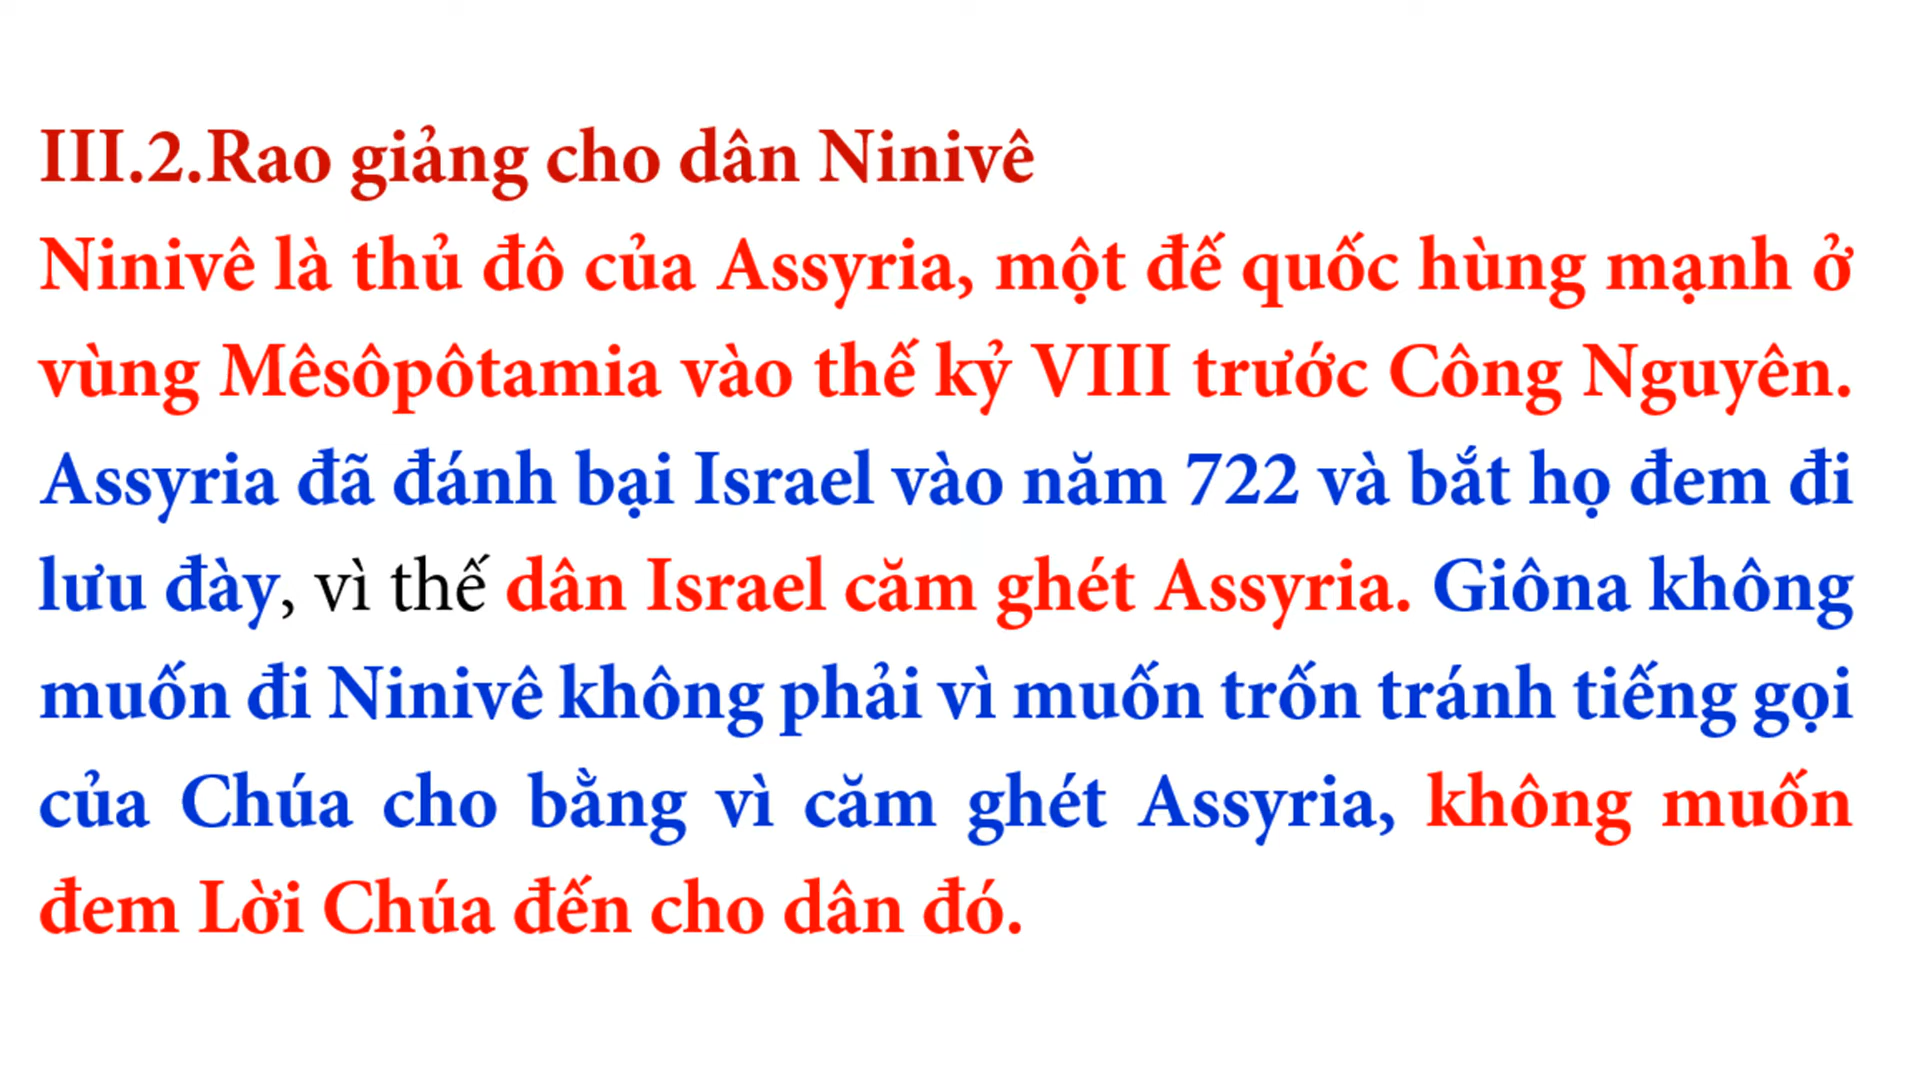 III.2.Rao giảng cho dân Ninivê
Ninivê là thủ đô của Assyria, một đế quốc hùng mạnh ở
vùng Mêsôpôtamia vào thế kỷ VIII trước Công Nguyên.
Assyria đã đánh bại Israel vào năm 722 và bắt họ đem đi
lưu đày, vì thế dân Israel căm ghét Assyria. Giôna không
muốn đi Ninivê không phải vì muốn trốn tránh tiếng gọi
của Chúa cho bằng vì căm ghét Assyria, không muốn
đem Lời Chúa đến cho dân đó.